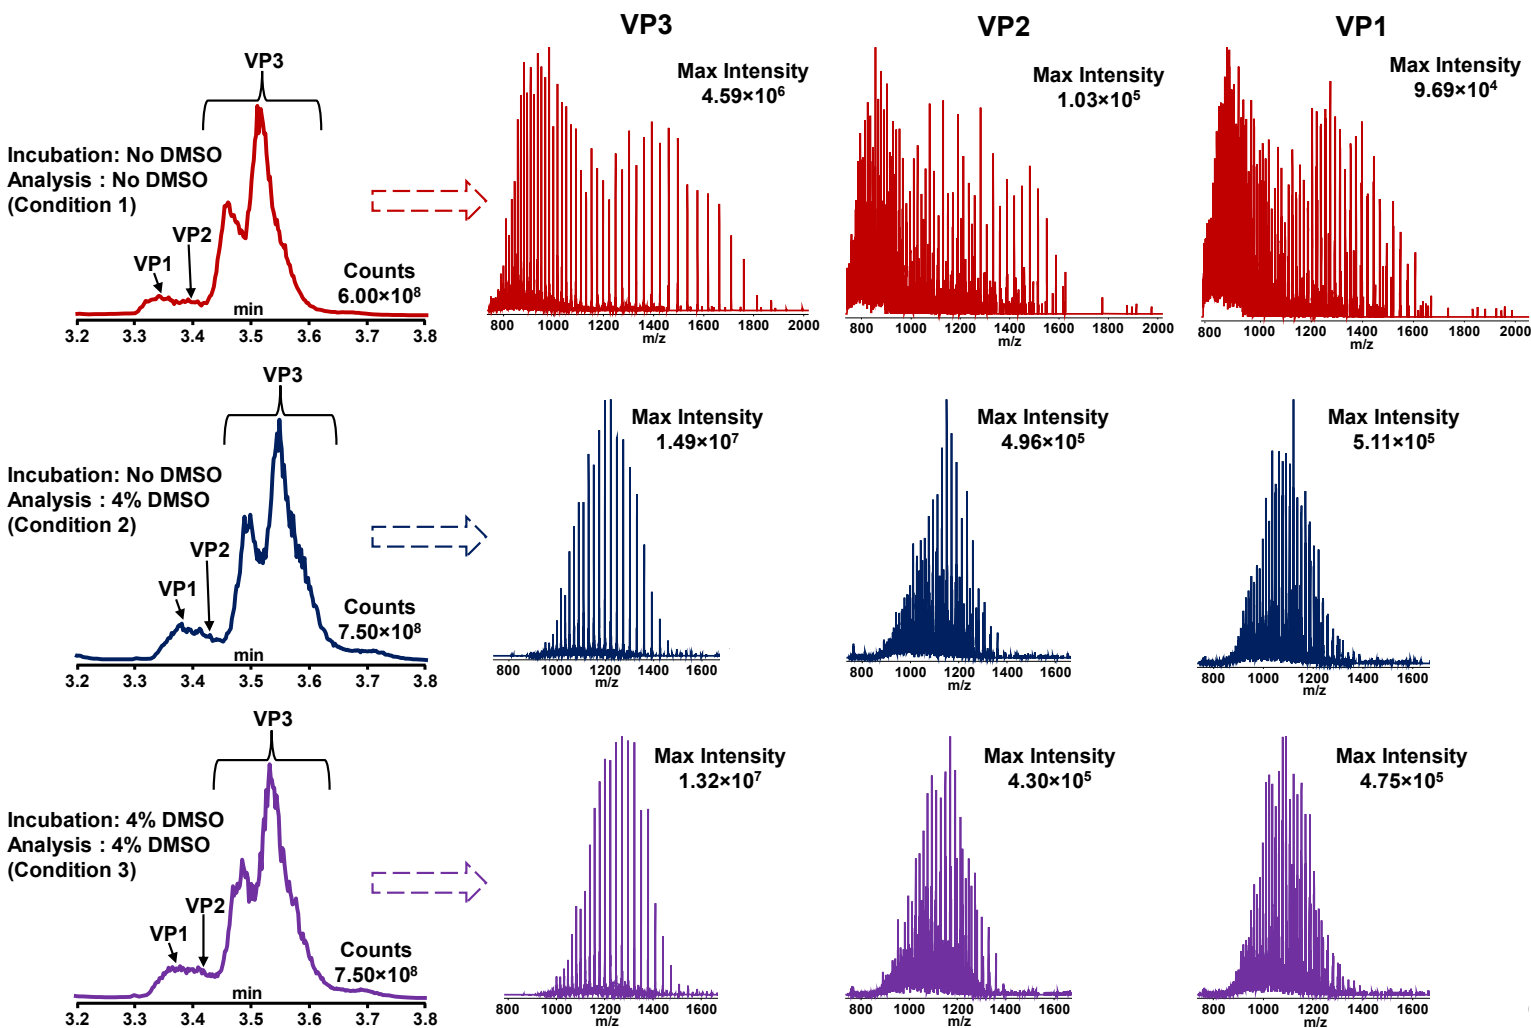 VP3
VP2
VP1
VP3
Incubation: No DMSO
Analysis : No DMSO
(Condition 1)
VP2
VP1
Counts
6.00×10⁸
min
3.2 3.3 3.4 3.5 3.6 3.7 3.8
Max Intensity
4.59×10⁶
800 1000 1200 1400 1600 1800 2000
m/z
Max Intensity
1.03×10⁵
1000 1200 1400 1600 1800 2000
m/z
Max Intensity
9.69×10⁴
800 1000 1200 1400 1600 1800 2000
m/z
VP3
Incubation: No DMSO
Analysis : 4% DMSO
(Condition 2)
VP2
VP1
Counts
7.50×10⁸
min
3.2 3.3 3.4 3.5 3.6 3.7 3.8
Max Intensity
1.49×10⁷
800 1000 1200 1400 1600
m/z
Max Intensity
4.96×10⁵
800 1000 1200 1400 1600
m/z
Max Intensity
5.11×10⁵
800 1000 1200 1400 1600
m/z
VP3
Incubation: 4% DMSO
Analysis : 4% DMSO
(Condition 3)
VP2
VP1
Counts
7.50×10⁸
min
3.2 3.3 3.4 3.5 3.6 3.7 3.8
Max Intensity
1.32×10⁷
800 1000 1200 1400 1600
m/z
Max Intensity
4.30×10⁵
800 1000 1200 1400 1600
m/z
Max Intensity
4.75×10⁵
800 1000 1200 1400 1600
m/z